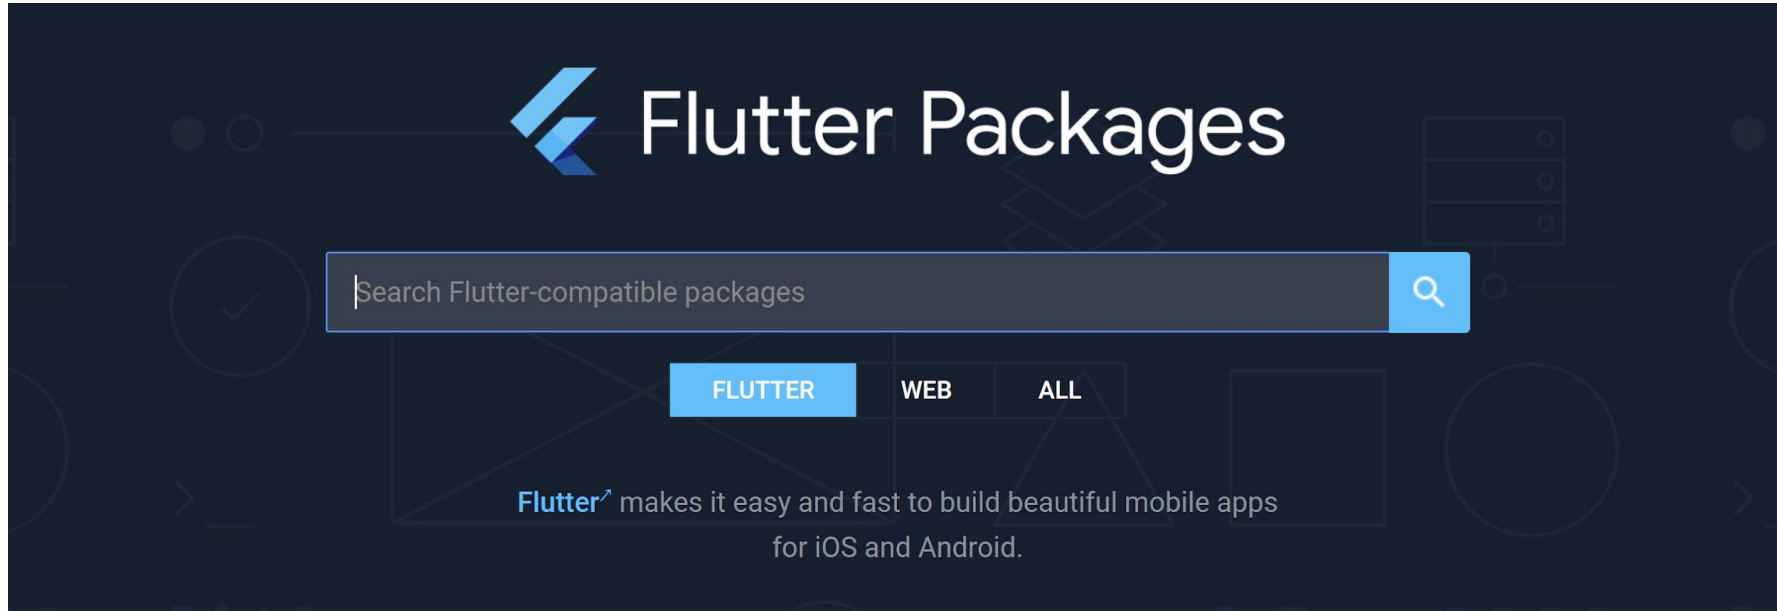 Flutter Packages
Search Flutter-compatible packages
FLUTTER WEB ALL
Flutter↗ makes it easy and fast to build beautiful mobile apps
for iOS and Android.